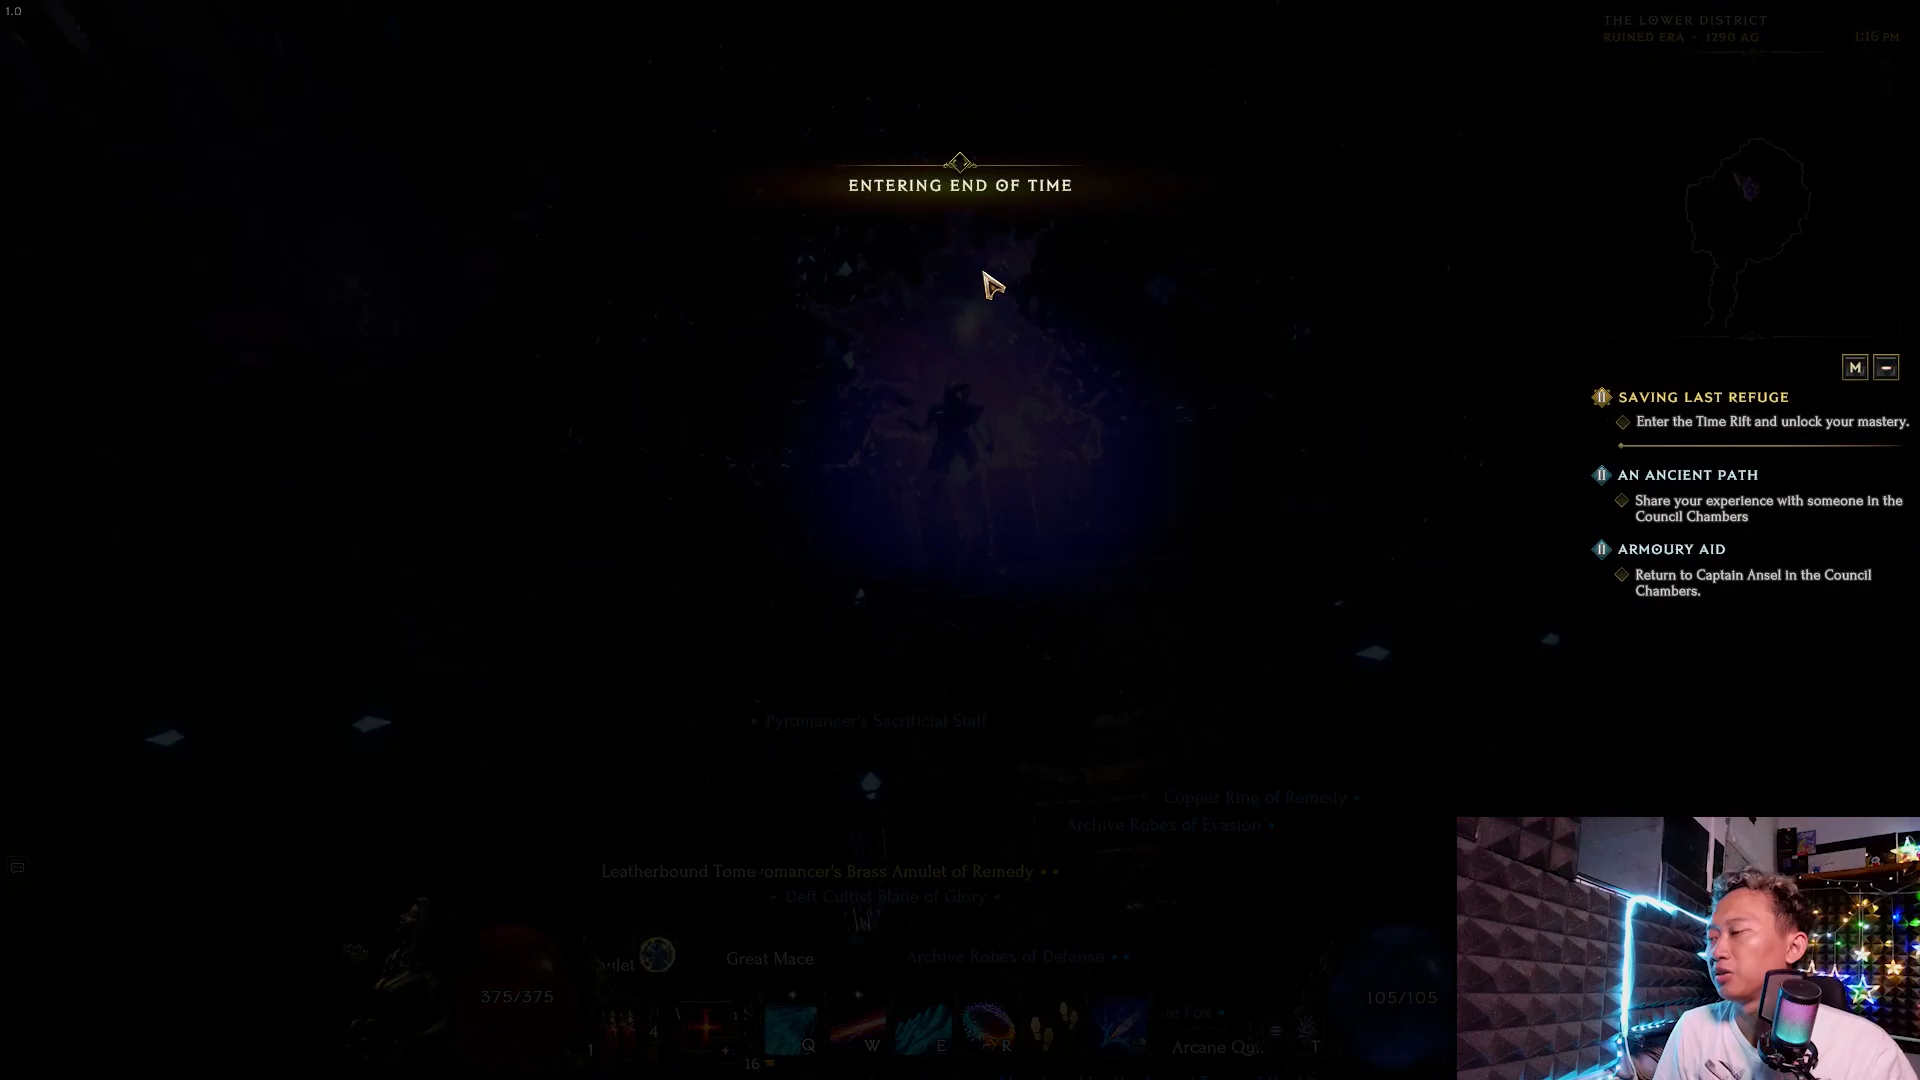 1.0
THE LOWER DISTRICT
RUINED ERA • 1290 AG
1:16 PM
ENTERING END OF TIME
M
SAVING LAST REFUGE
Enter the Time Rift and unlock your mastery.
AN ANCIENT PATH
Share your experience with someone in the
Council Chambers
ARMOURY AID
Return to Captain Ansel in the Council
Chambers.
Pyromancer's Sacrificial Staff
Copper Ring of Remedy
Archive Robes of Evasion
Leatherbound Tome
Brass Amulet of Remedy
Deft Cultist Blade of Glory
Great Mace
Archive Robes of Defense
375/375
105/105
1
4
Q
W
E
R
T
16
Arcane